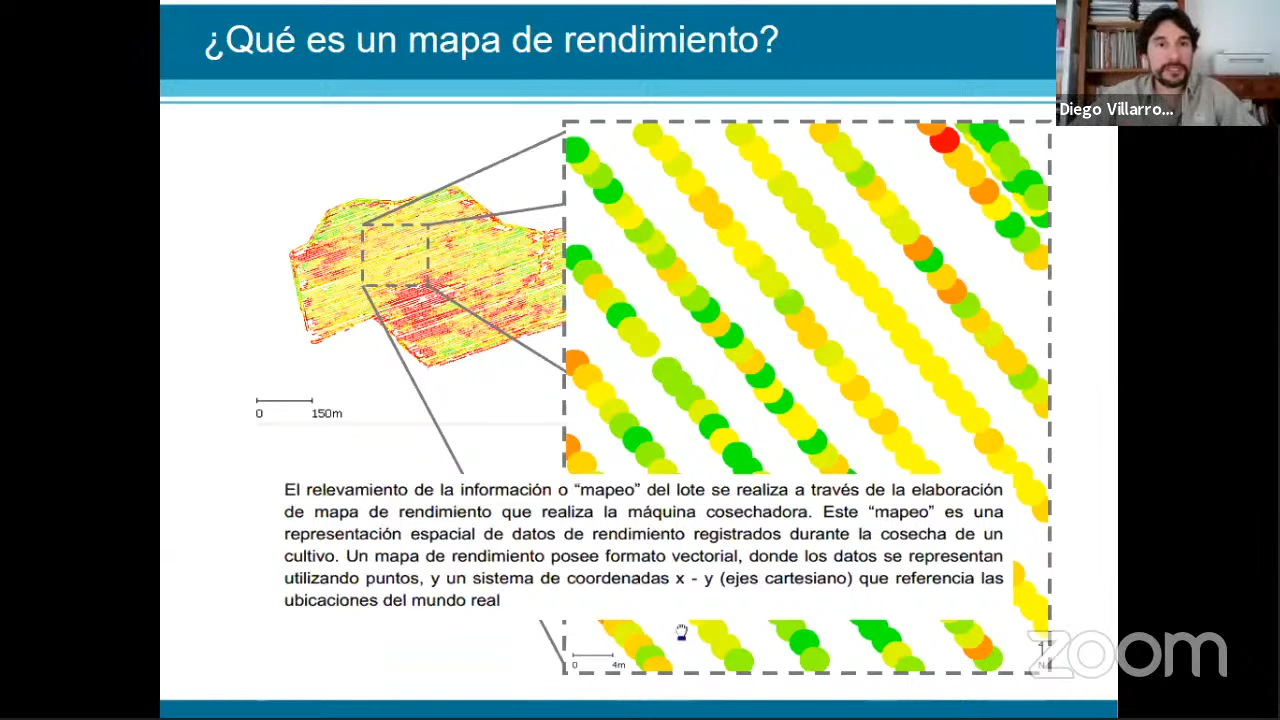 ¿Qué es un mapa de rendimiento?
Diego Villarro...
0 150m
El relevamiento de la información o “mapeo” del lote se realiza a través de la elaboración
de mapa de rendimiento que realiza la máquina cosechadora. Este “mapeo” es una
representación espacial de datos de rendimiento registrados durante la cosecha de un
cultivo. Un mapa de rendimiento posee formato vectorial, donde los datos se representan
utilizando puntos, y un sistema de coordenadas x - y (ejes cartesiano) que referencia las
ubicaciones del mundo real
0 4m
N
zoom